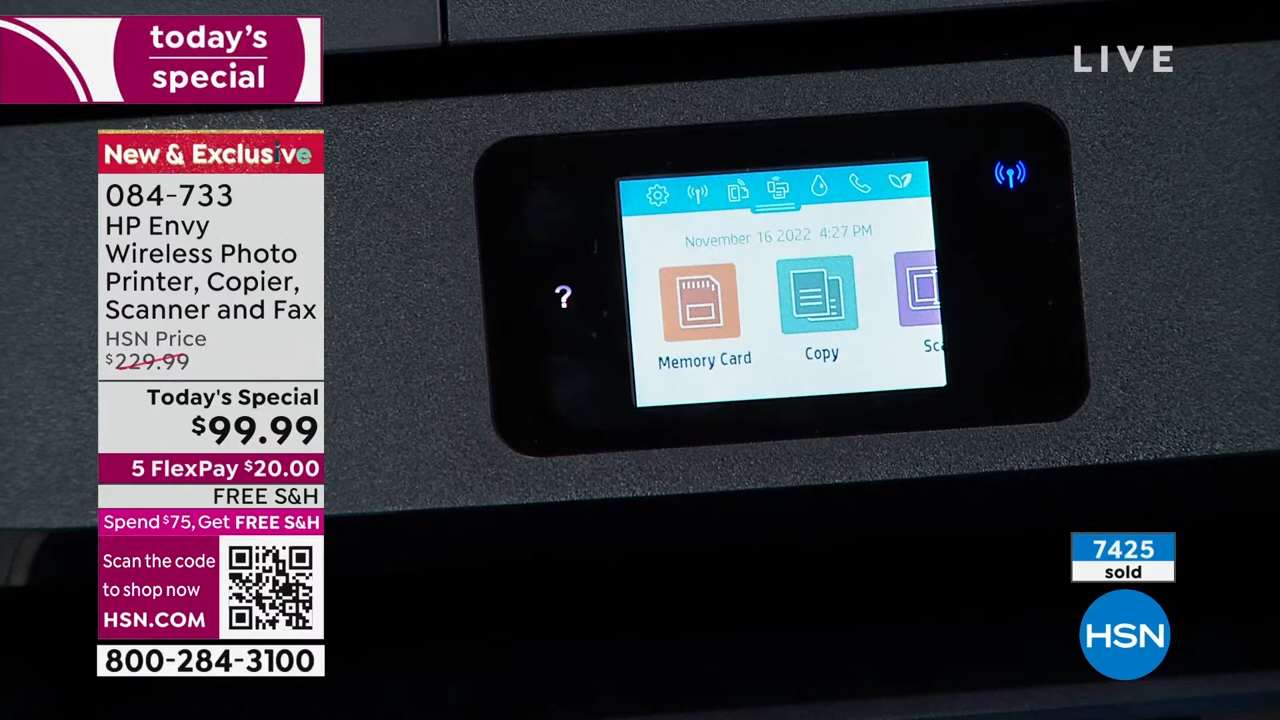 today's
special
LIVE
New & Exclusive
084-733
HP Envy
Wireless Photo
Printer, Copier,
Scanner and Fax
HSN Price
$229.99
Today's Special
$99.99
5 FlexPay $20.00
FREE S&H
Spend $75, Get FREE S&H
Scan the code
to shop now
HSN.COM
800-284-3100
November 16 2022 4:27 PM
?
Memory Card
Copy
Sc
7425
sold
HSN